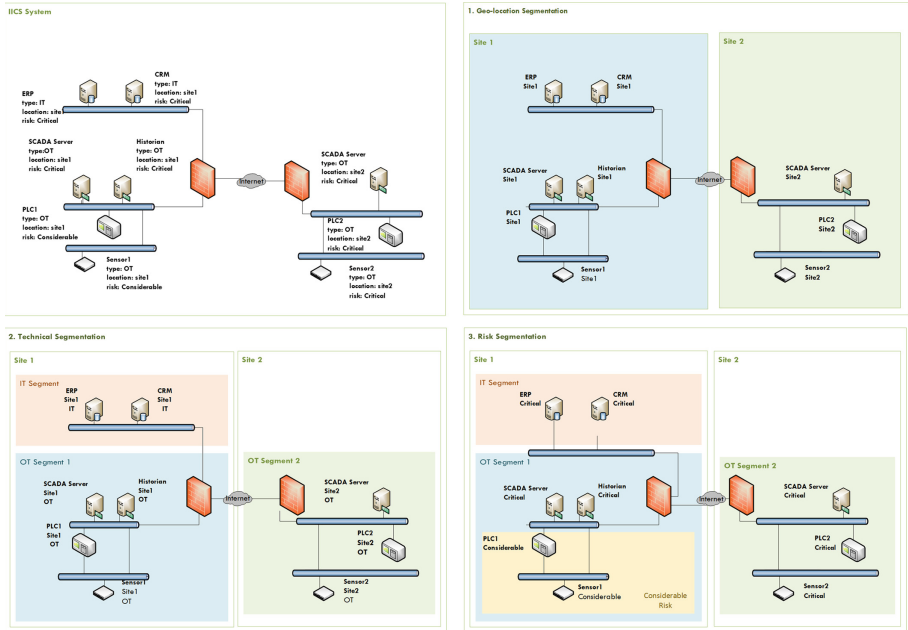 IICS System
CRM
type: IT
location: site1
risk: Critical
ERP
type: IT
location: site1
risk: Critical
SCADA Server
type:OT
location: site1
risk: Critical
Historian
type: OT
location: site1
risk: Critical
Internet
SCADA Server
type: OT
location: site2
risk: Critical
PLC1
type: OT
location: site1
risk: Considerable
PLC2
type: OT
location: site2
risk: Critical
Sensor1
type: OT
location: site1
risk: Considerable
Sensor2
type: OT
location: site2
risk: Critical
1. Geo-location Segmentation
Site 1
Site 2
ERP
Site1
CRM
Site1
SCADA Server
Site1
Historian
Site1
Internet
SCADA Server
Site2
PLC1
Site1
PLC2
Site2
Sensor1
Site1
Sensor2
Site2
2. Technical Segmentation
Site 1
Site 2
IT Segment
ERP
Site1
IT
CRM
Site1
IT
OT Segment 1
OT Segment 2
SCADA Server
Site1
OT
Historian
Site1
OT
Internet
SCADA Server
Site2
OT
PLC1
Site1
OT
PLC2
Site2
OT
Sensor1
Site1
OT
Sensor2
Site2
OT
3. Risk Segmentation
Site 1
Site 2
IT Segment
ERP
Critical
CRM
Critical
OT Segment 1
OT Segment 2
SCADA Server
Critical
Historian
Critical
Internet
SCADA Server
Critical
PLC1
Considerable
PLC2
Critical
Sensor1
Considerable
Considerable
Risk
Sensor2
Critical